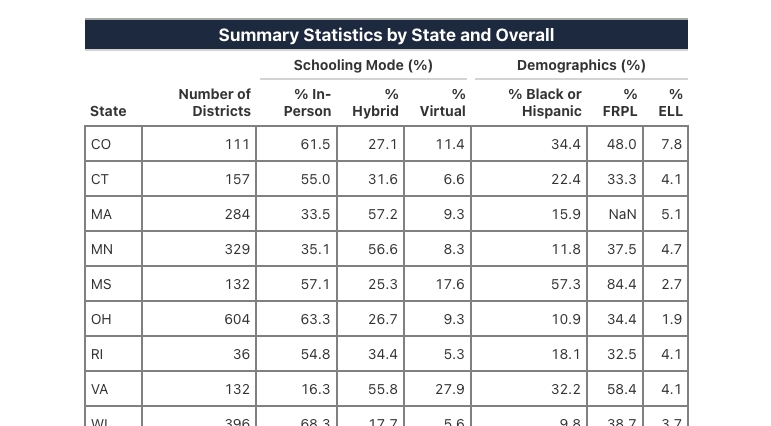 Summary Statistics by State and Overall
Schooling Mode (%) Demographics (%)
Number of % In- % % % Black or % %
State Districts Person Hybrid Virtual Hispanic FRPL ELL
CO 111 61.5 27.1 11.4 34.4 48.0 7.8
CT 157 55.0 31.6 6.6 22.4 33.3 4.1
MA 284 33.5 57.2 9.3 15.9 NaN 5.1
MN 329 35.1 56.6 8.3 11.8 37.5 4.7
MS 132 57.1 25.3 17.6 57.3 84.4 2.7
OH 604 63.3 26.7 9.3 10.9 34.4 1.9
RI 36 54.8 34.4 5.3 18.1 32.5 4.1
VA 132 16.3 55.8 27.9 32.2 58.4 4.1
WI 396 68.3 17.7 5.6 9.8 38.7 3.7